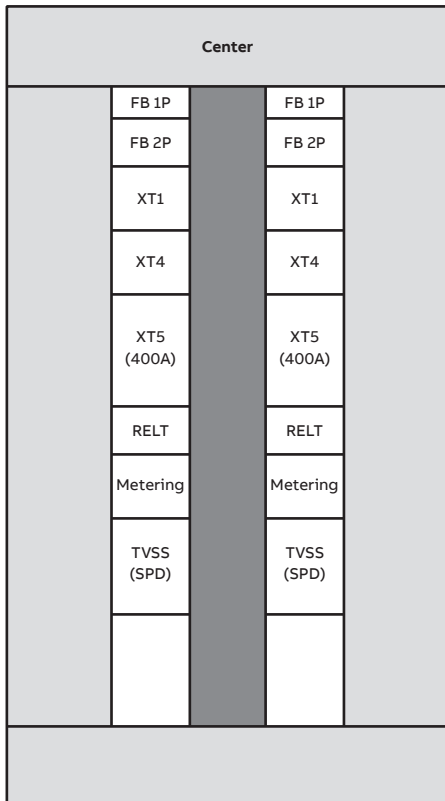 Center
FB 1P
FB 1P
FB 2P
FB 2P
XT1
XT1
XT4
XT4
XT5
(400A)
XT5
(400A)
RELT
RELT
Metering
Metering
TVSS
(SPD)
TVSS
(SPD)